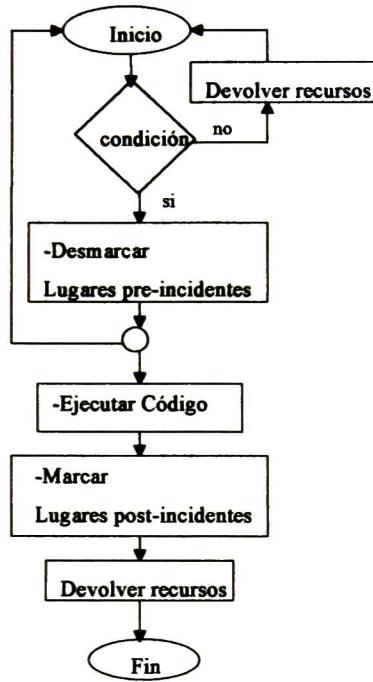 Inicio
Devolver recursos
condición
no
si
-Desmarcar
Lugares pre-incidentes
-Ejecutar Código
-Marcar
Lugares post-incidentes
Devolver recursos
Fin